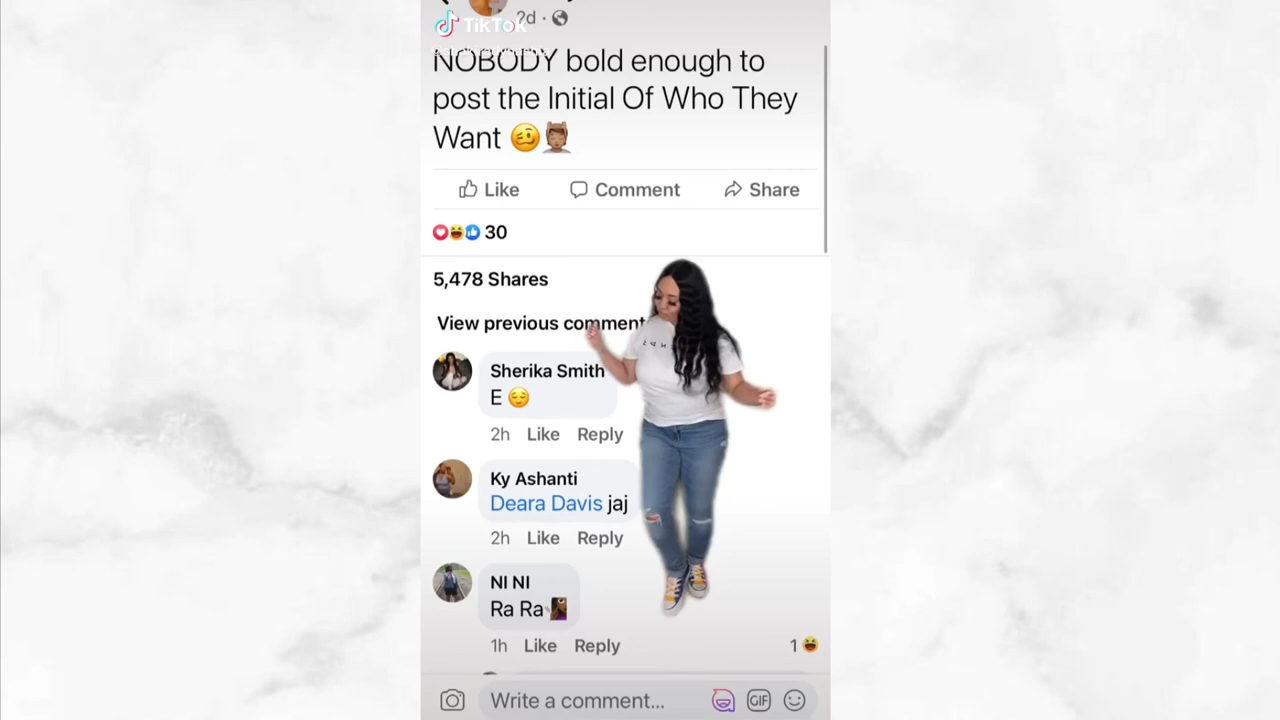 2d
TikTok
NOBODY bold enough to
post the Initial Of Who They
Want
Like Comment Share
30
5,478 Shares
View previous comment
Sherika Smith
E
2h Like Reply
Ky Ashanti
Deara Davis jaj
2h Like Reply
NI NI
Ra Ra
1h Like Reply 1
Write a comment... GIF